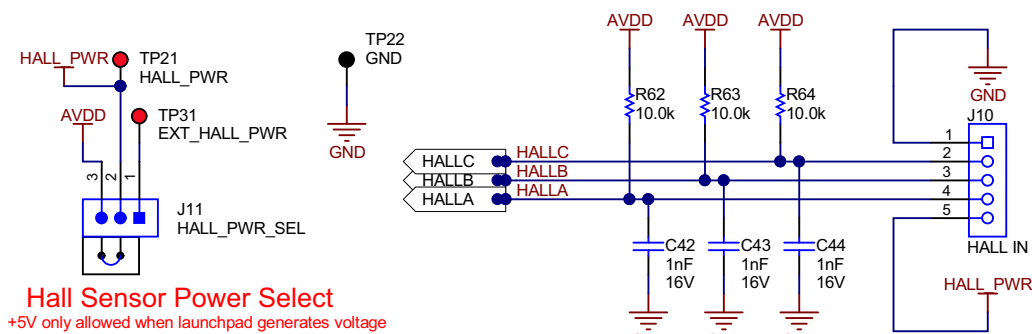 HALL_PWR
TP21
HALL_PWR
AVDD
TP31
EXT_HALL_PWR
3
2
1
J11
HALL_PWR_SEL
Hall Sensor Power Select
+5V only allowed when launchpad generates voltage
TP22
GND
GND
AVDD
AVDD
AVDD
R62
10.0k
R63
10.0k
R64
10.0k
HALLC
HALLC
HALLB
HALLB
HALLA
HALLA
C42
1nF
16V
C43
1nF
16V
C44
1nF
16V
GND
J10
1
2
3
4
5
HALL IN
HALL_PWR